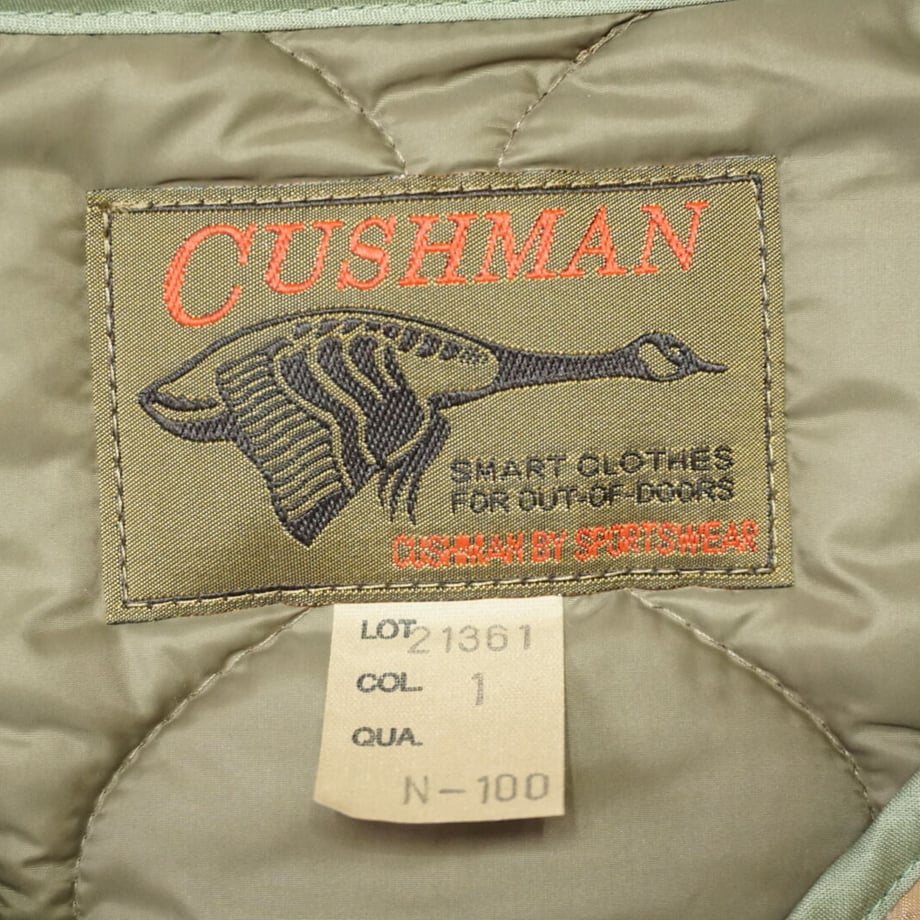 CUSHMAN
SMART CLOTHES
FOR OUT-OF-DOORS
CUSHMAN BY SPORTSWEAR
LOT. 21361
COL. 1
QUA.
N-100